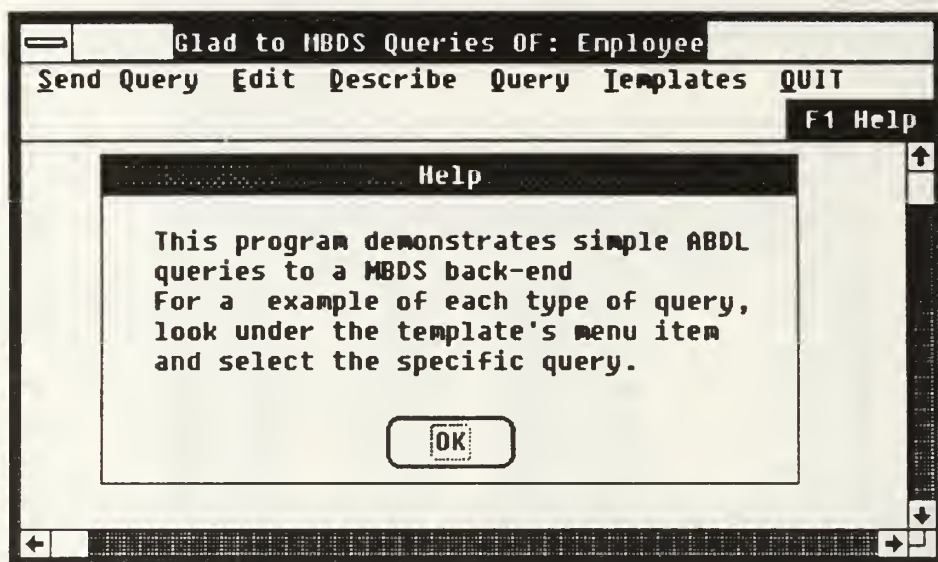 Glad to MBDS Queries OF: Employee
Send Query Edit Describe Query Templates QUIT
F1 Help
Help
This program demonstrates simple ABDL
queries to a MBDS back-end
For a example of each type of query,
look under the template's menu item
and select the specific query.
OK